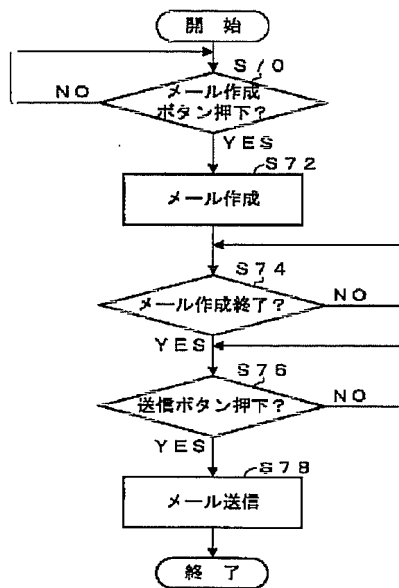 開始
S70
メール作成
ボタン押下?
NO
YES
S72
メール作成
S74
メール作成終了?
NO
YES
S76
送信ボタン押下?
NO
YES
S78
メール送信
終了